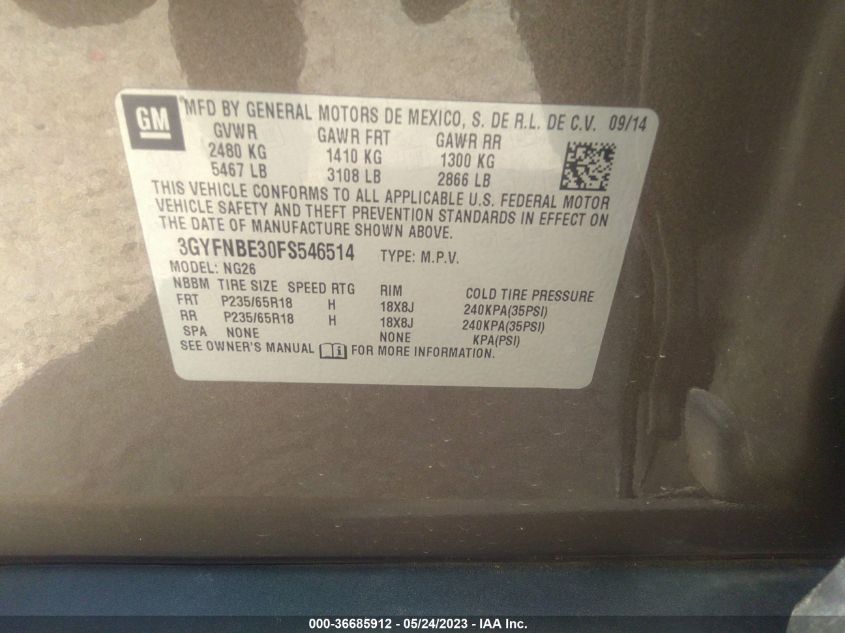 GM
MFD BY GENERAL MOTORS DE MEXICO, S. DE R.L. DE C.V. 09/14
GVWR GAWR FRT GAWR RR
2480 KG 1410 KG 1300 KG
5467 LB 3108 LB 2866 LB
THIS VEHICLE CONFORMS TO ALL APPLICABLE U.S. FEDERAL MOTOR
VEHICLE SAFETY AND THEFT PREVENTION STANDARDS IN EFFECT ON
THE DATE OF MANUFACTURE SHOWN ABOVE.
3GYFNBE30FS546514 TYPE: M.P.V.
MODEL: NG26
NBBM TIRE SIZE SPEED RTG RIM COLD TIRE PRESSURE
FRT P235/65R18 H 18X8J 240KPA(35PSI)
RR P235/65R18 H 18X8J 240KPA(35PSI)
SPA NONE NONE KPA(PSI)
SEE OWNER'S MANUAL i FOR MORE INFORMATION.
000-36685912 - 05/24/2023 - IAA Inc.